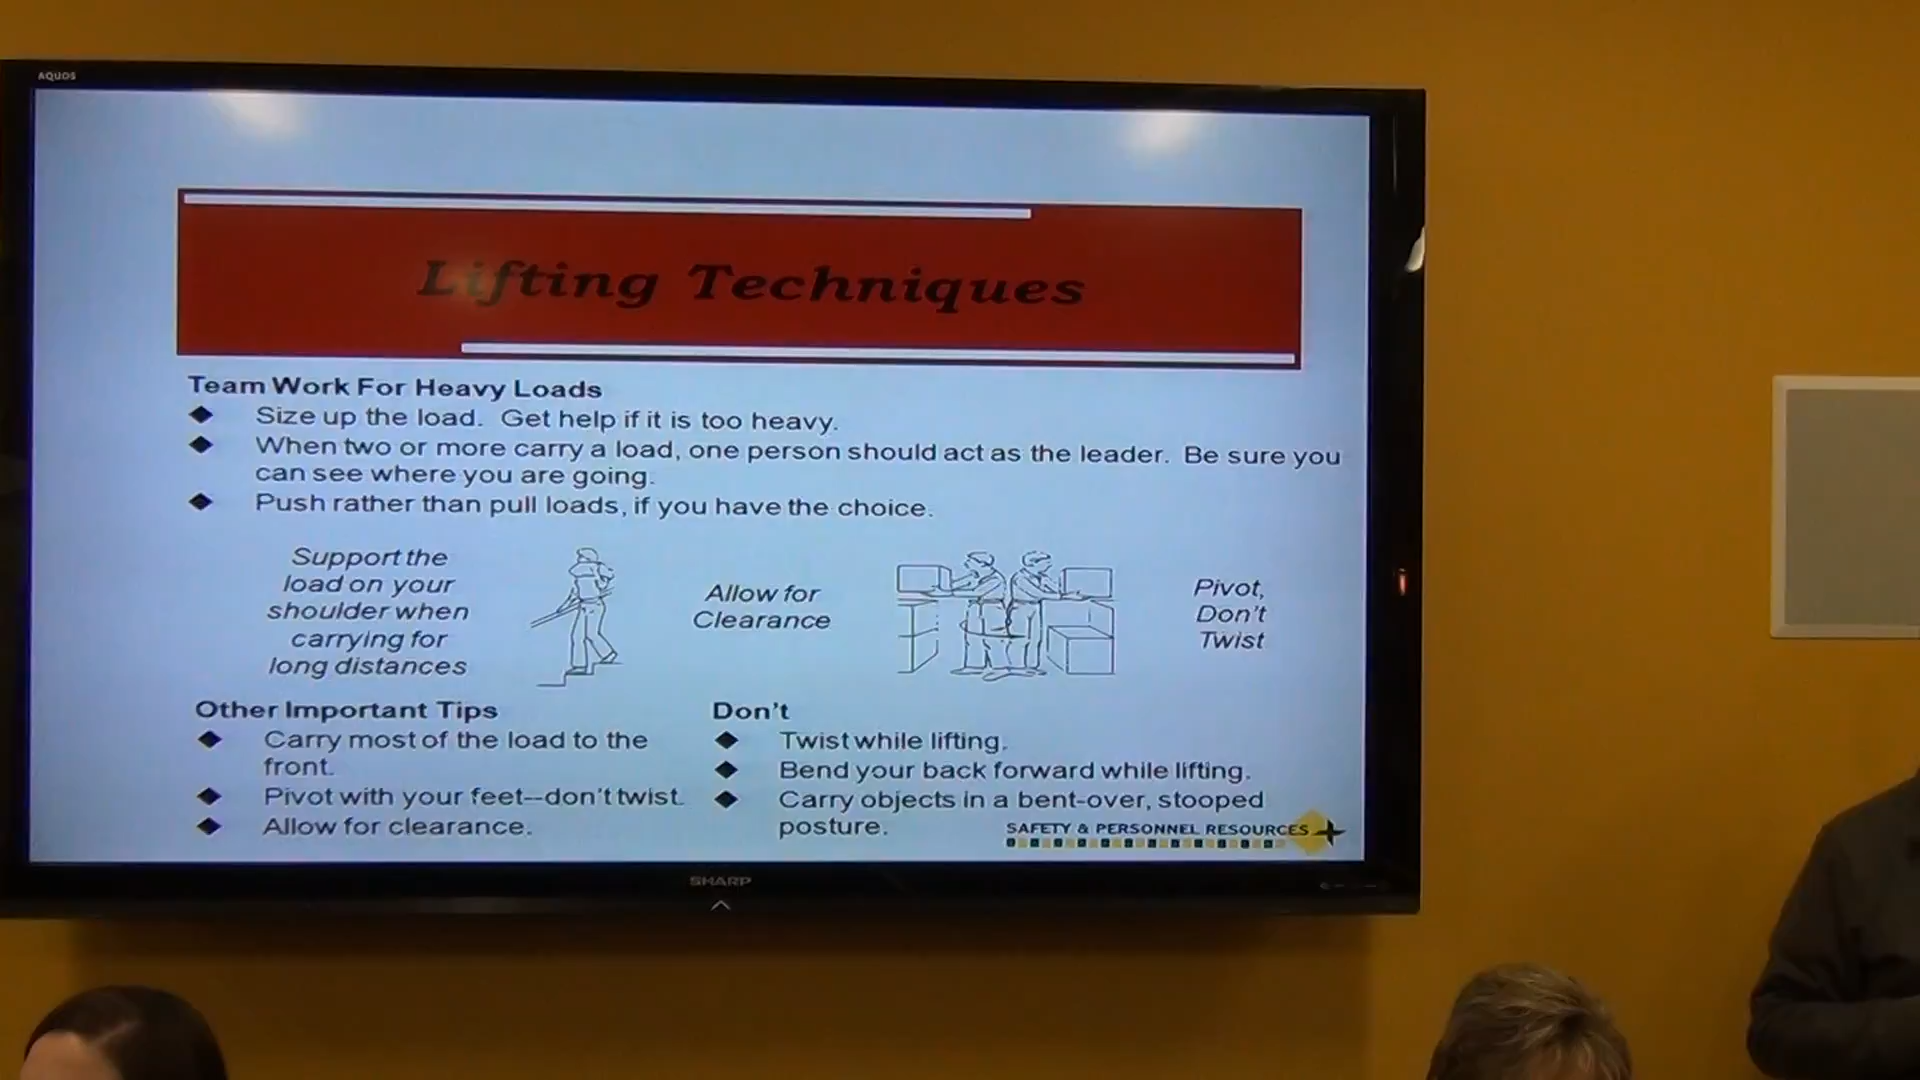 AQUOS
Lifting Techniques
Team Work For Heavy Loads
Size up the load. Get help if it is too heavy.
When two or more carry a load, one person should act as the leader. Be sure you
can see where you are going.
Push rather than pull loads, if you have the choice.
Support the
load on your
shoulder when
carrying for
long distances
Allow for
Clearance
Pivot,
Don't
Twist
Other Important Tips
Carry most of the load to the
front.
Pivot with your feet--don't twist.
Allow for clearance.
Don't
Twist while lifting.
Bend your back forward while lifting.
Carry objects in a bent-over, stooped
posture.
SAFETY & PERSONNEL RESOURCES
SHARP